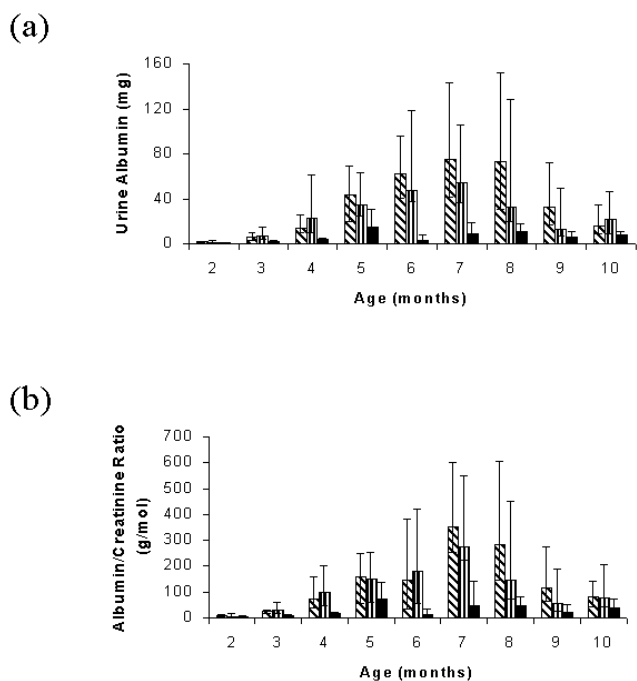 (a)
160
120
80
40
0
Urine Albumin (mg)
2 3 4 5 6 7 8 9 10
Age (months)
(b)
700
600
500
400
300
200
100
0
Albumin/Creatinine Ratio
(g/mol)
2 3 4 5 6 7 8 9 10
Age (months)